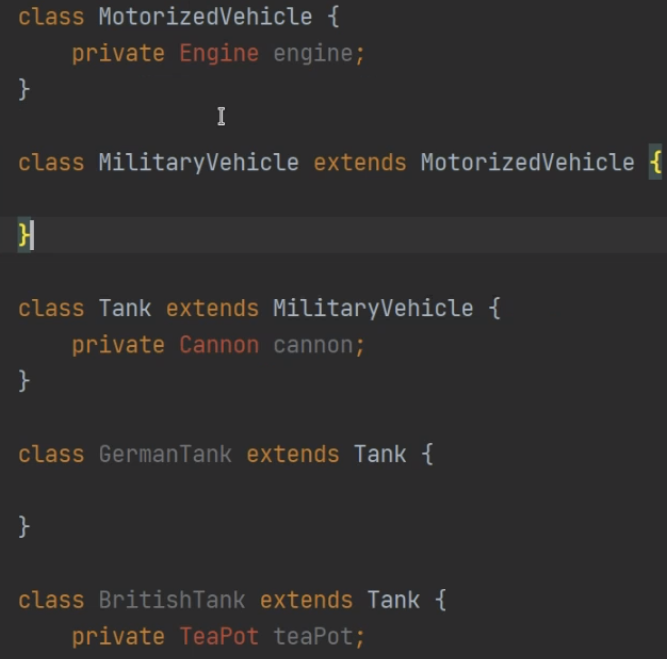 class MotorizedVehicle {
    private Engine engine;
}
class MilitaryVehicle extends MotorizedVehicle {
}
class Tank extends MilitaryVehicle {
    private Cannon cannon;
}
class GermanTank extends Tank {
}
class BritishTank extends Tank {
    private TeaPot teaPot;